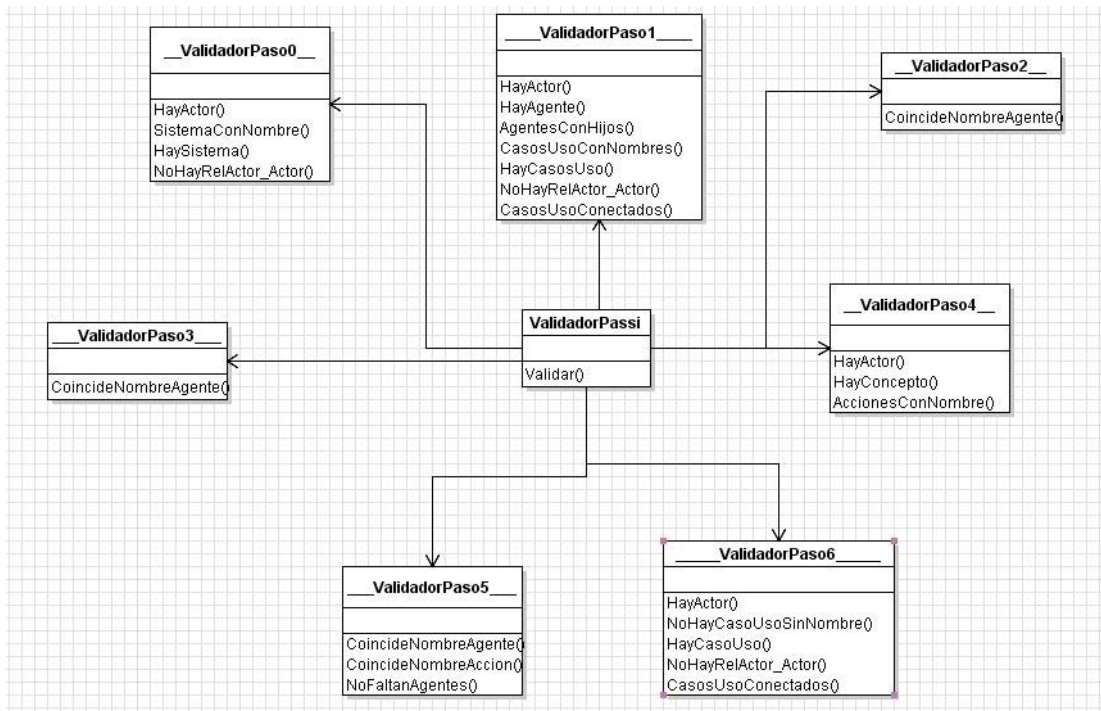 __ValidadorPaso0__
HayActor()
SistemaConNombre()
HaySistema()
NoHayRelActor_Actor()
____ValidadorPaso1____
HayActor()
HayAgente()
AgentesConHijos()
CasosUsoConNombres()
HayCasosUso()
NoHayRelActor_Actor()
CasosUsoConectados()
__ValidadorPaso2__
CoincideNombreAgente()
___ValidadorPaso3___
CoincideNombreAgente()
ValidadorPassi
Validar()
__ValidadorPaso4__
HayActor()
HayConcepto()
AccionesConNombre()
___ValidadorPaso5___
CoincideNombreAgente()
CoincideNombreAccion()
NoFaltanAgentes()
_____ValidadorPaso6_____
HayActor()
NoHayCasoUsoSinNombre()
HayCasoUso()
NoHayRelActor_Actor()
CasosUsoConectados()